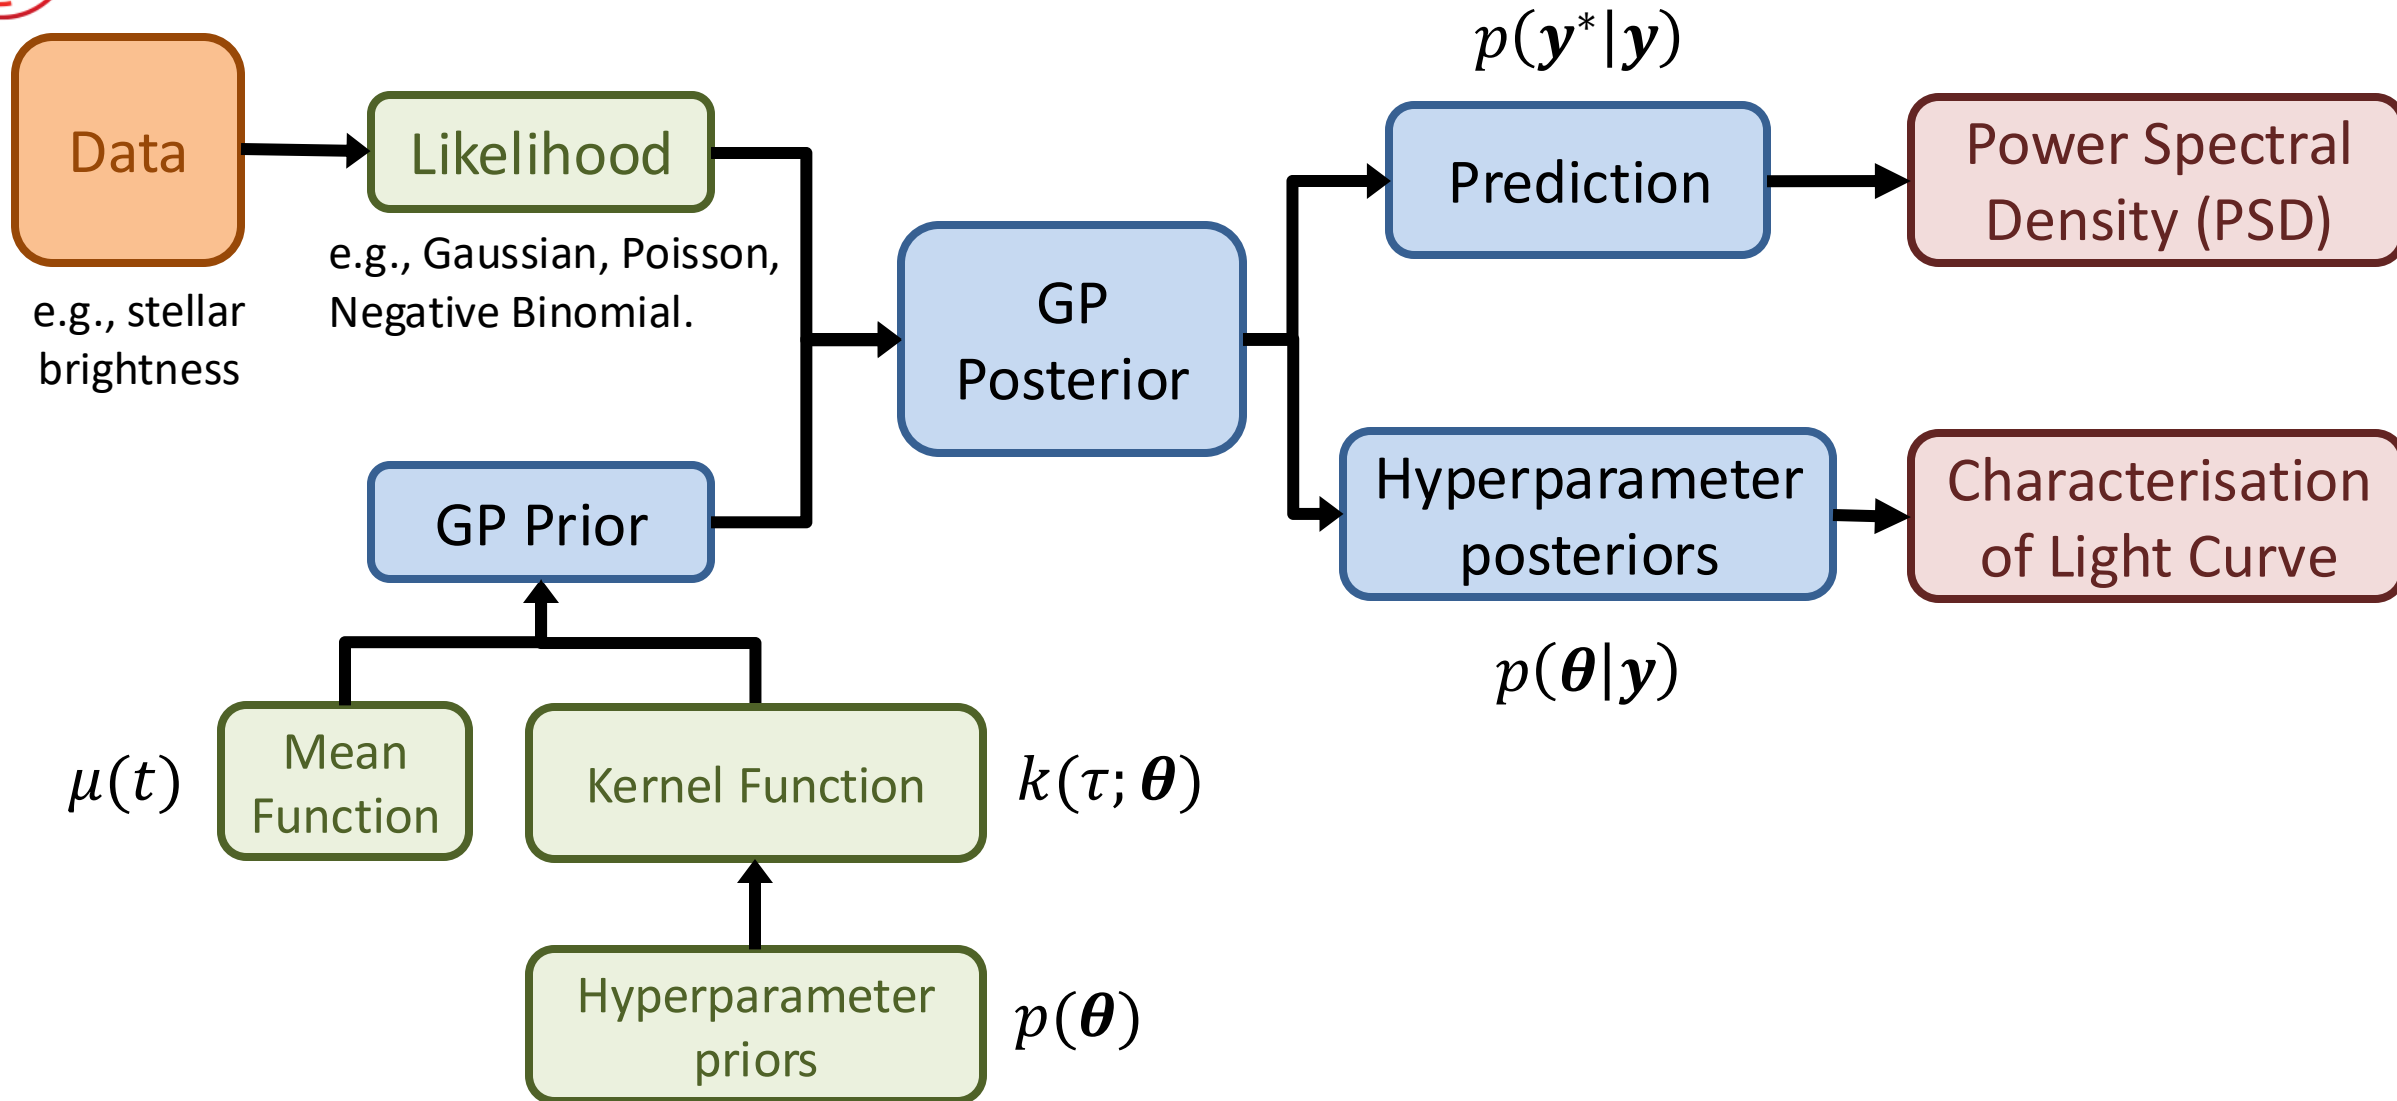 Data
e.g., stellar
brightness
Likelihood
e.g., Gaussian, Poisson,
Negative Binomial.
GP Prior
Mean
Function
μ(t)
Kernel Function
k(τ; θ)
Hyperparameter
priors
p(θ)
GP
Posterior
p(y*|y)
Prediction
Power Spectral
Density (PSD)
Hyperparameter
posteriors
p(θ|y)
Characterisation
of Light Curve